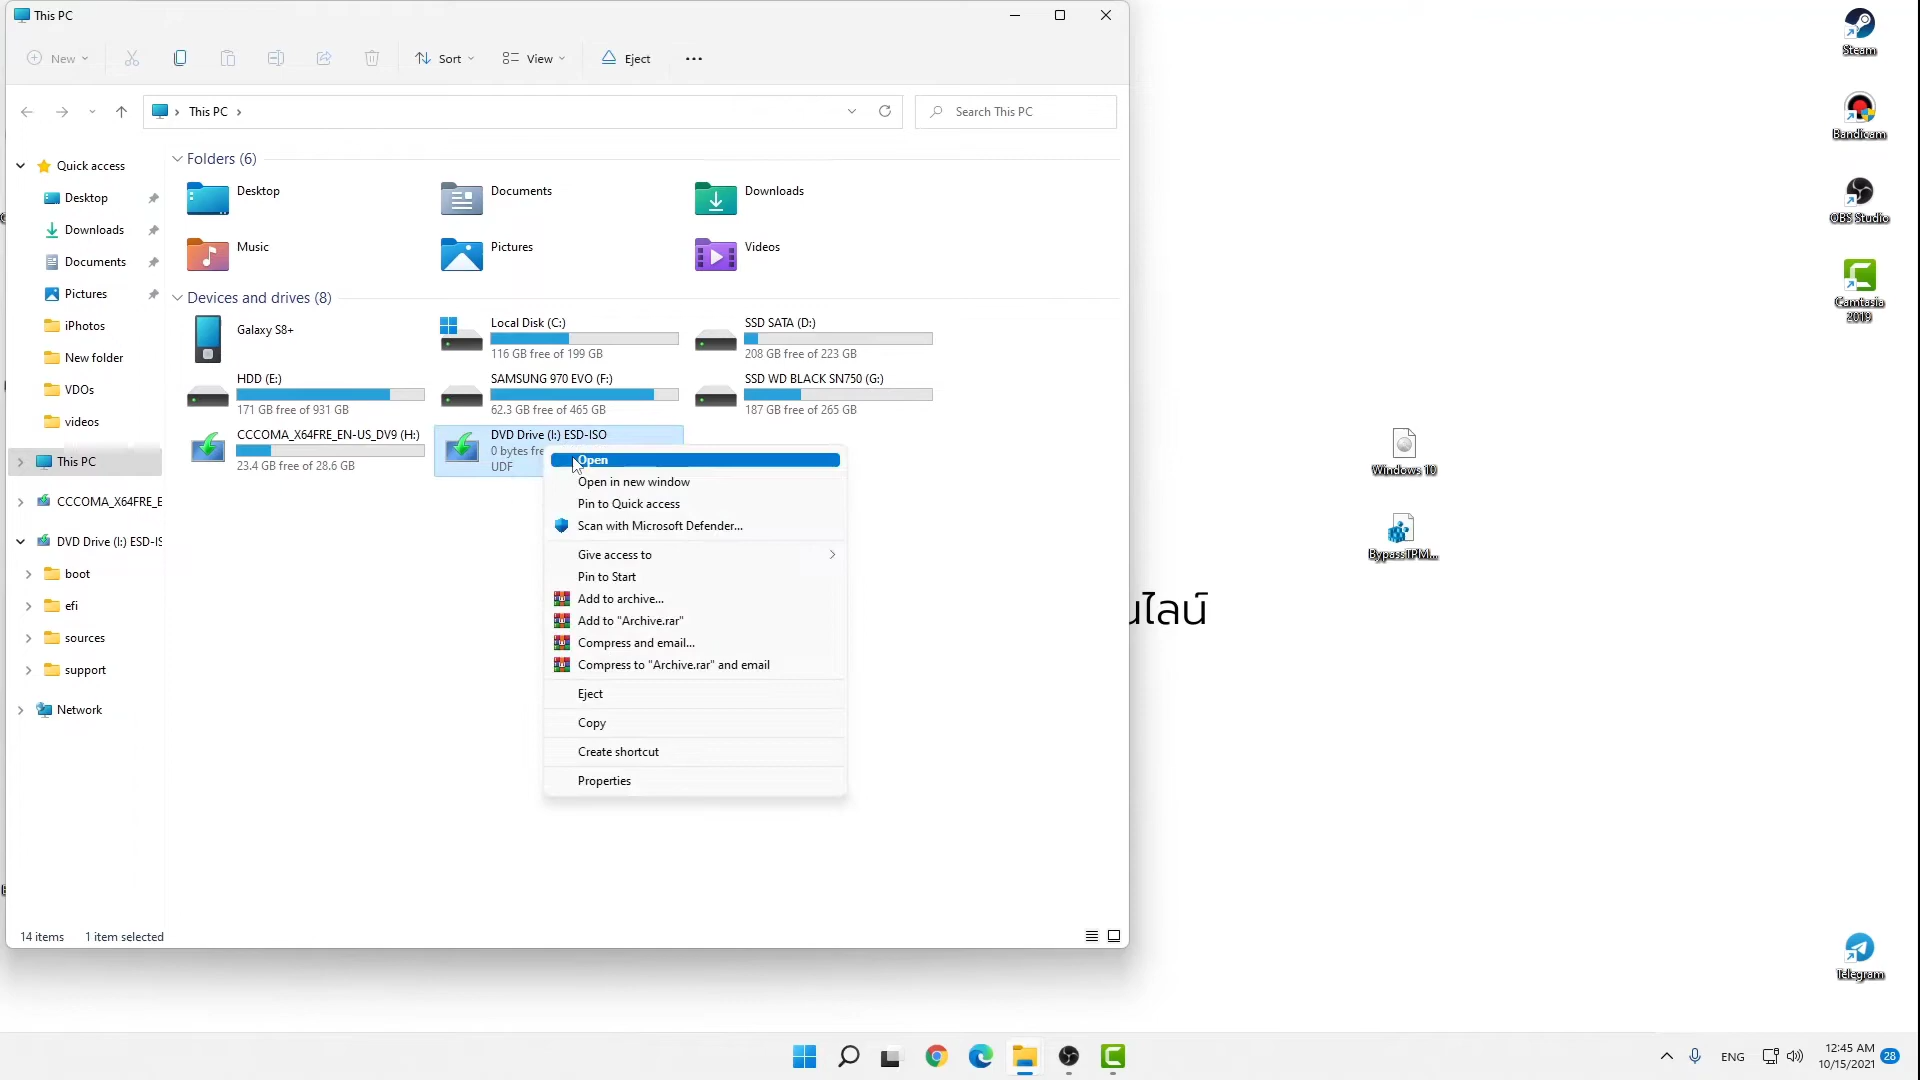 This PC
New
Sort
View
Eject
This PC
Search This PC
Quick access
Desktop
Downloads
Documents
Pictures
iPhotos
New folder
VDOs
videos
This PC
CCCOMA_X64FRE_E
DVD Drive (I:) ESD-IS
boot
efi
sources
support
Network
Folders (6)
Desktop
Documents
Downloads
Music
Pictures
Videos
Devices and drives (8)
Galaxy S8+
Local Disk (C:)
116 GB free of 199 GB
SSD SATA (D:)
208 GB free of 223 GB
HDD (E:)
171 GB free of 931 GB
SAMSUNG 970 EVO (F:)
62.3 GB free of 465 GB
SSD WD BLACK SN750 (G:)
187 GB free of 265 GB
CCCOMA_X64FRE_EN-US_DV9 (H:)
23.4 GB free of 28.6 GB
DVD Drive (I:) ESD-ISO
0 bytes fre
UDF
Open
Open in new window
Pin to Quick access
Scan with Microsoft Defender...
Give access to
Pin to Start
Add to archive...
Add to "Archive.rar"
Compress and email...
Compress to "Archive.rar" and email
Eject
Copy
Create shortcut
Properties
14 items
1 item selected
Steam
Bandicam
OBS Studio
Camtasia
2019
Windows 10
BypassTPM...
นไลน์
Telegram
ENG
12:45 AM
10/15/2021
28